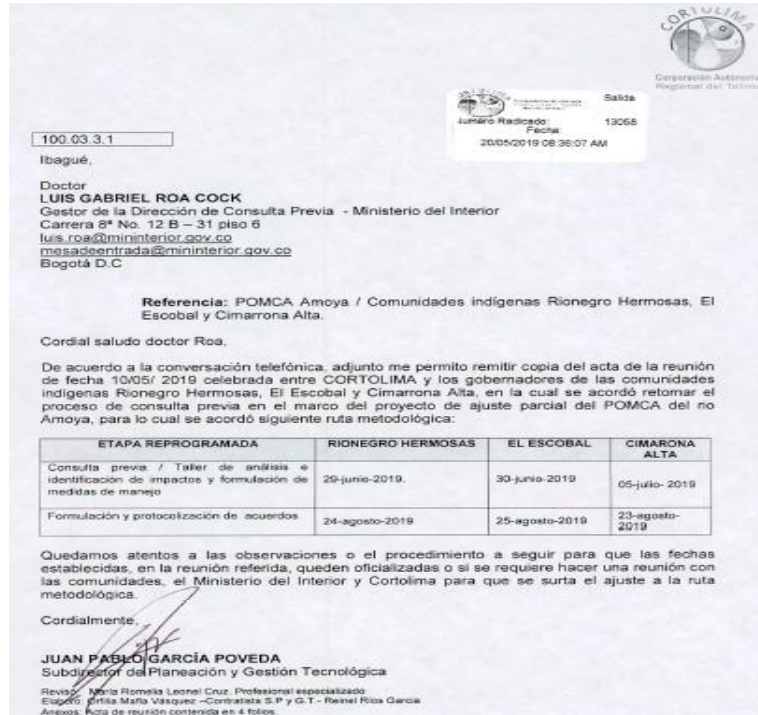 CORTOLIMA
Corporación Autónoma
Regional del Tolima
Salida
Número Radicado: 13058
Fecha:
20/05/2019 08:36:07 AM
100.03.3.1
Ibagué,
Doctor
LUIS GABRIEL ROA COCK
Gestor de la Dirección de Consulta Previa - Ministerio del Interior
Carrera 8ª No. 12 B – 31 piso 6
luis.roa@mininterior.gov.co
mesadeentrada@mininterior.gov.co
Bogotá D.C
Referencia: POMCA Amoya / Comunidades indígenas Rionegro Hermosas, El
Escobal y Cimarrona Alta.
Cordial saludo doctor Roa,
De acuerdo a la conversación telefónica, adjunto me permito remitir copia del acta de la reunión
de fecha 10/05/ 2019 celebrada entre CORTOLIMA y los gobernadores de las comunidades
indígenas Rionegro Hermosas, El Escobal y Cimarrona Alta, en la cual se acordó retomar el
proceso de consulta previa en el marco del proyecto de ajuste parcial del POMCA del rio
Amoya, para lo cual se acordó siguiente ruta metodológica:
ETAPA REPROGRAMADA RIONEGRO HERMOSAS EL ESCOBAL CIMARONA
ALTA
Consulta previa / Taller de análisis e
identificación de impactos y formulación de
medidas de manejo
29-junio-2019. 30-junio-2019 05-julio- 2019
Formulación y protocolización de acuerdos 24-agosto-2019 25-agosto-2019 23-agosto-
2019
Quedamos atentos a las observaciones o el procedimiento a seguir para que las fechas
establecidas, en la reunión referida, queden oficializadas o si se requiere hacer una reunión con
las comunidades, el Ministerio del Interior y Cortolima para que se surta el ajuste a la ruta
metodológica.
Cordialmente,
JUAN PABLO GARCÍA POVEDA
Subdirector de Planeación y Gestión Tecnológica
Revisó: María Romelia Leonel Cruz. Profesional especializado
Elaboró: Orfilia Mafla Vásquez –Contratista S.P y G.T - Reinel Ríos García
Anexos: Acta de reunión contenida en 4 folios.